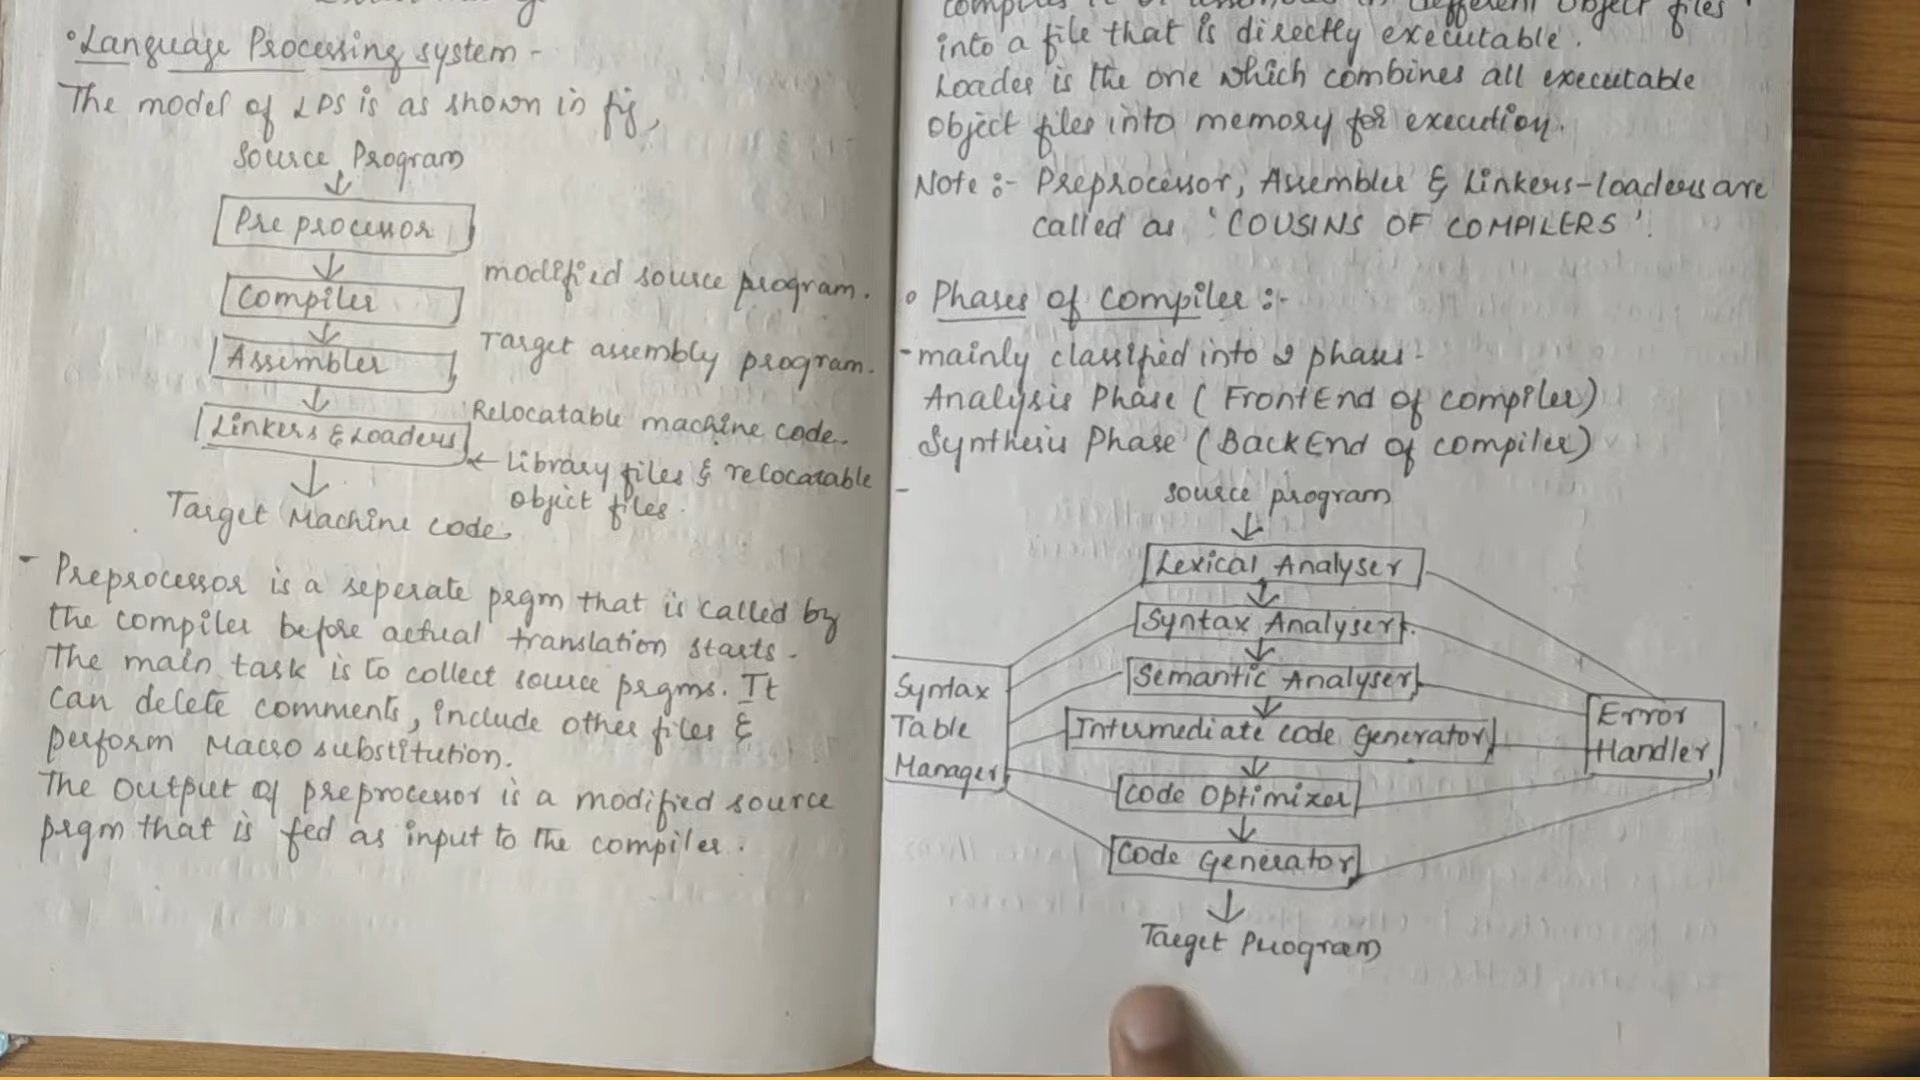 • Language Processing system -
The model of LPS is as shown in fig,
Source Program
Pre processor
modified source program.
Compiler
Target assembly program.
Assembler
Relocatable machine code.
Linkers & Loaders
← Library files & relocatable
object files.
Target Machine code.
- Preprocessor is a seperate prgm that is called by
the compiler before actual translation starts.
The main task is to collect source prgms. It
can delete comments, include other files &
perform Macro substitution.
The output of preprocessor is a modified source
prgm that is fed as input to the compiler.
different object files
into a file that is directly executable.
Loader is the one which combines all executable
Object files into memory for execution.
Note :- Preprocessor, Assembler & Linkers-loaders are
called as 'COUSINS OF COMPILERS'.
• Phases of compiler :-
- mainly classified into 2 phases-
Analysis Phase ( FrontEnd of compiler)
Synthesis Phase ( BackEnd of compiler)
- source program
Lexical Analyser
Syntax Analyser
Semantic Analyser
Syntax
Table
Manager
Intermediate code Generator
Error
Handler
Code Optimizer
Code Generator
Target Program